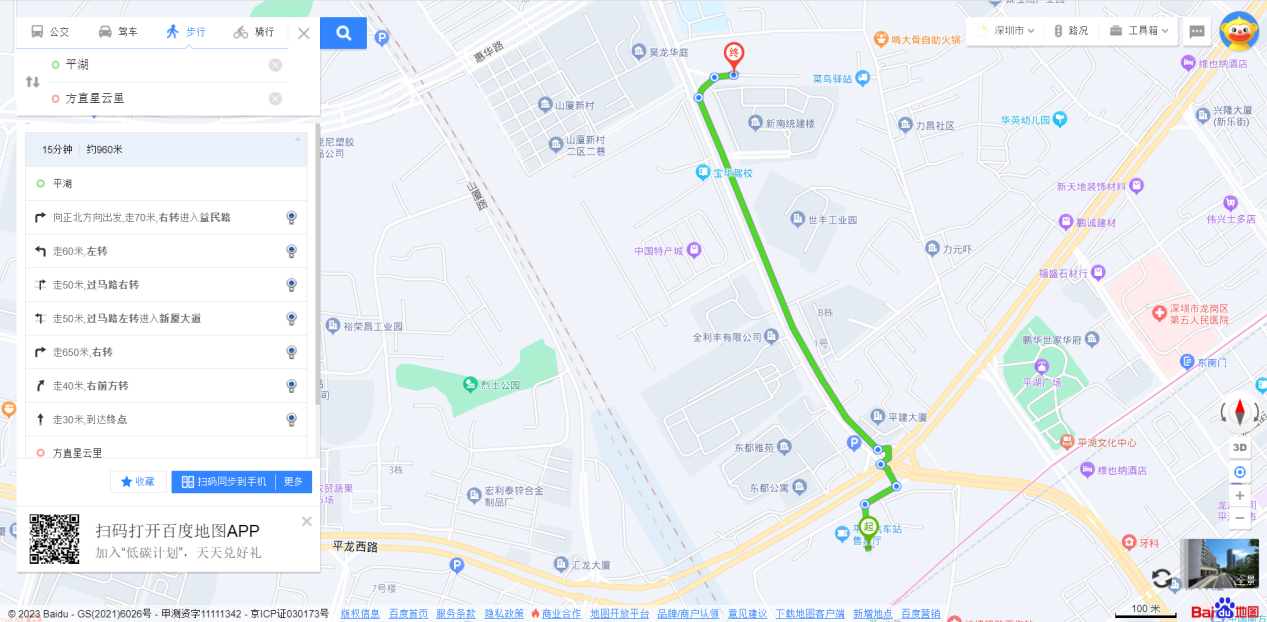 公交
驾车
步行
骑行
平湖
方直星云里
15分钟
约960米
平湖
向正北方向出发,走70米,右转进入益民路
走60米,左转
走50米,过马路右转
走50米,过马路左转进入新厦大道
走650米,右转
走40米,右前方转
走30米,到达终点
方直星云里
收藏
扫码同步到手机
更多
扫码打开百度地图APP
加入“低碳计划”，天天兑好礼
深圳市
路况
工具箱
惠华路
昊龙华庭
终
啃大骨自助火锅
维也纳酒店
菜鸟驿站
山厦新村
新南统建楼
力昌社区
华英幼儿园
兴隆大厦
(新乐街)
山厦新村
二区二巷
宝华驾校
山厦路
新天地装饰材料
世丰工业园
鹏诚建材
伟兴士多店
中国特产城
力元吓
福盛石材行
裕荣昌工业园
B栋
深圳市龙岗区
第五人民医院
全利丰有限公司
1号
鹏华世家华府
东南门
烈士公园
平湖广场
平建大厦
东都雅苑
平湖文化中心
3D
3栋
维也纳酒店
东都公寓
宏利泰锌合金
制品厂
起
平龙西路
牙科
汇龙大厦
7号楼
全景
100 米
Bai du 地图
© 2023 Baidu - GS(2021)6026号 - 甲测资字11111342 - 京ICP证030173号
版权信息
百度首页
服务条款
隐私政策
商业合作
地图开放平台
品牌/商户认领
意见建议
下载地图客户端
新增地点
百度营销